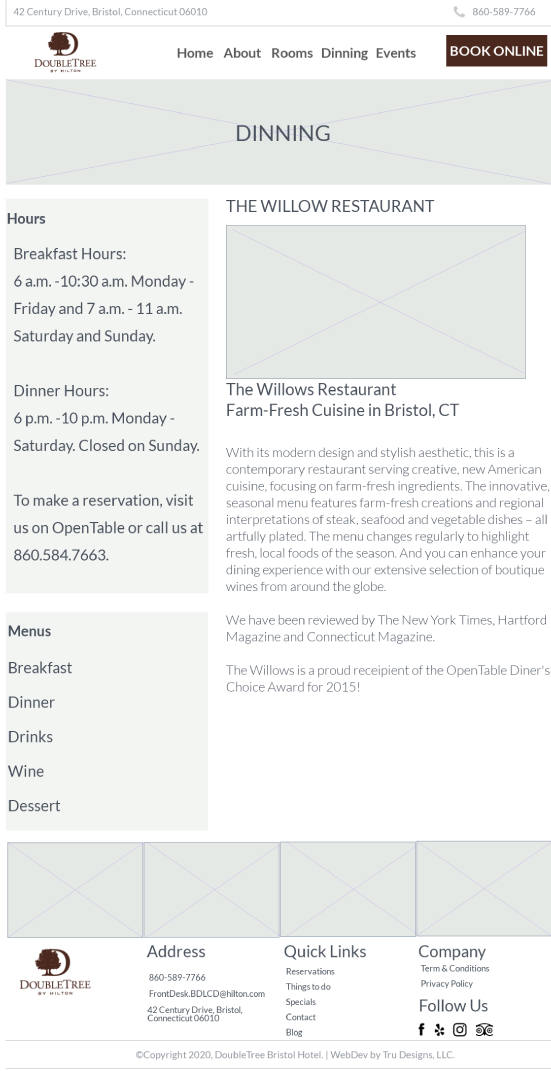 42 Century Drive, Bristol, Connecticut 06010
860-589-7766
DOUBLETREE
BY HILTON
Home About Rooms Dinning Events
BOOK ONLINE
DINNING
Hours
Breakfast Hours:
6 a.m. -10:30 a.m. Monday -
Friday and 7 a.m. - 11 a.m.
Saturday and Sunday.
Dinner Hours:
6 p.m. -10 p.m. Monday -
Saturday. Closed on Sunday.
To make a reservation, visit
us on OpenTable or call us at
860.584.7663.
Menus
Breakfast
Dinner
Drinks
Wine
Dessert
THE WILLOW RESTAURANT
The Willows Restaurant
Farm-Fresh Cuisine in Bristol, CT
With its modern design and stylish aesthetic, this is a
contemporary restaurant serving creative, new American
cuisine, focusing on farm-fresh ingredients. The innovative,
seasonal menu features farm-fresh creations and regional
interpretations of steak, seafood and vegetable dishes – all
artfully plated. The menu changes regularly to highlight
fresh, local foods of the season. And you can enhance your
dining experience with our extensive selection of boutique
wines from around the globe.
We have been reviewed by The New York Times, Hartford
Magazine and Connecticut Magazine.
The Willows is a proud receipient of the OpenTable Diner's
Choice Award for 2015!
DOUBLETREE
BY HILTON
Address
860-589-7766
FrontDesk.BDLCD@hilton.com
42 Century Drive, Bristol,
Connecticut 06010
Quick Links
Reservations
Things to do
Specials
Contact
Blog
Company
Term & Conditions
Privacy Policy
Follow Us
©Copyright 2020, DoubleTree Bristol Hotel. | WebDev by Tru Designs, LLC.